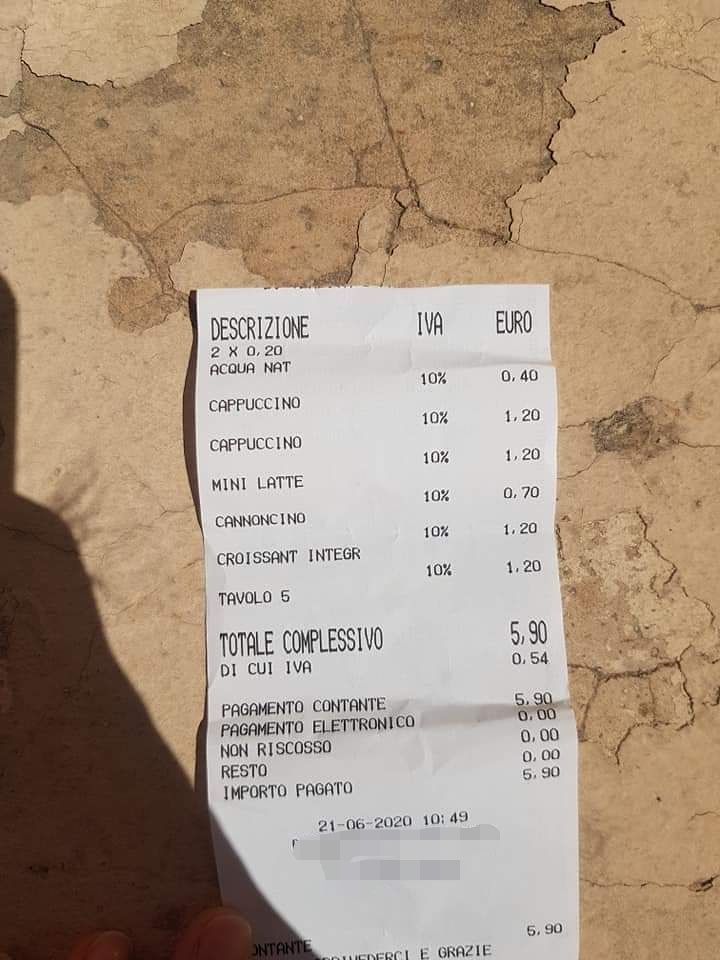 DESCRIZIONE IVA EURO
2 X 0,20
ACQUA NAT 10% 0,40
CAPPUCCINO 10% 1,20
CAPPUCCINO 10% 1,20
MINI LATTE 10% 0,70
CANNONCINO 10% 1,20
CROISSANT INTEGR 10% 1,20
TAVOLO 5
TOTALE COMPLESSIVO 5,90
DI CUI IVA 0,54
PAGAMENTO CONTANTE 5,90
PAGAMENTO ELETTRONICO 0,00
NON RISCOSSO 0,00
RESTO 0,00
IMPORTO PAGATO 5,90
21-06-2020 10:49
5,90
E GRAZIE